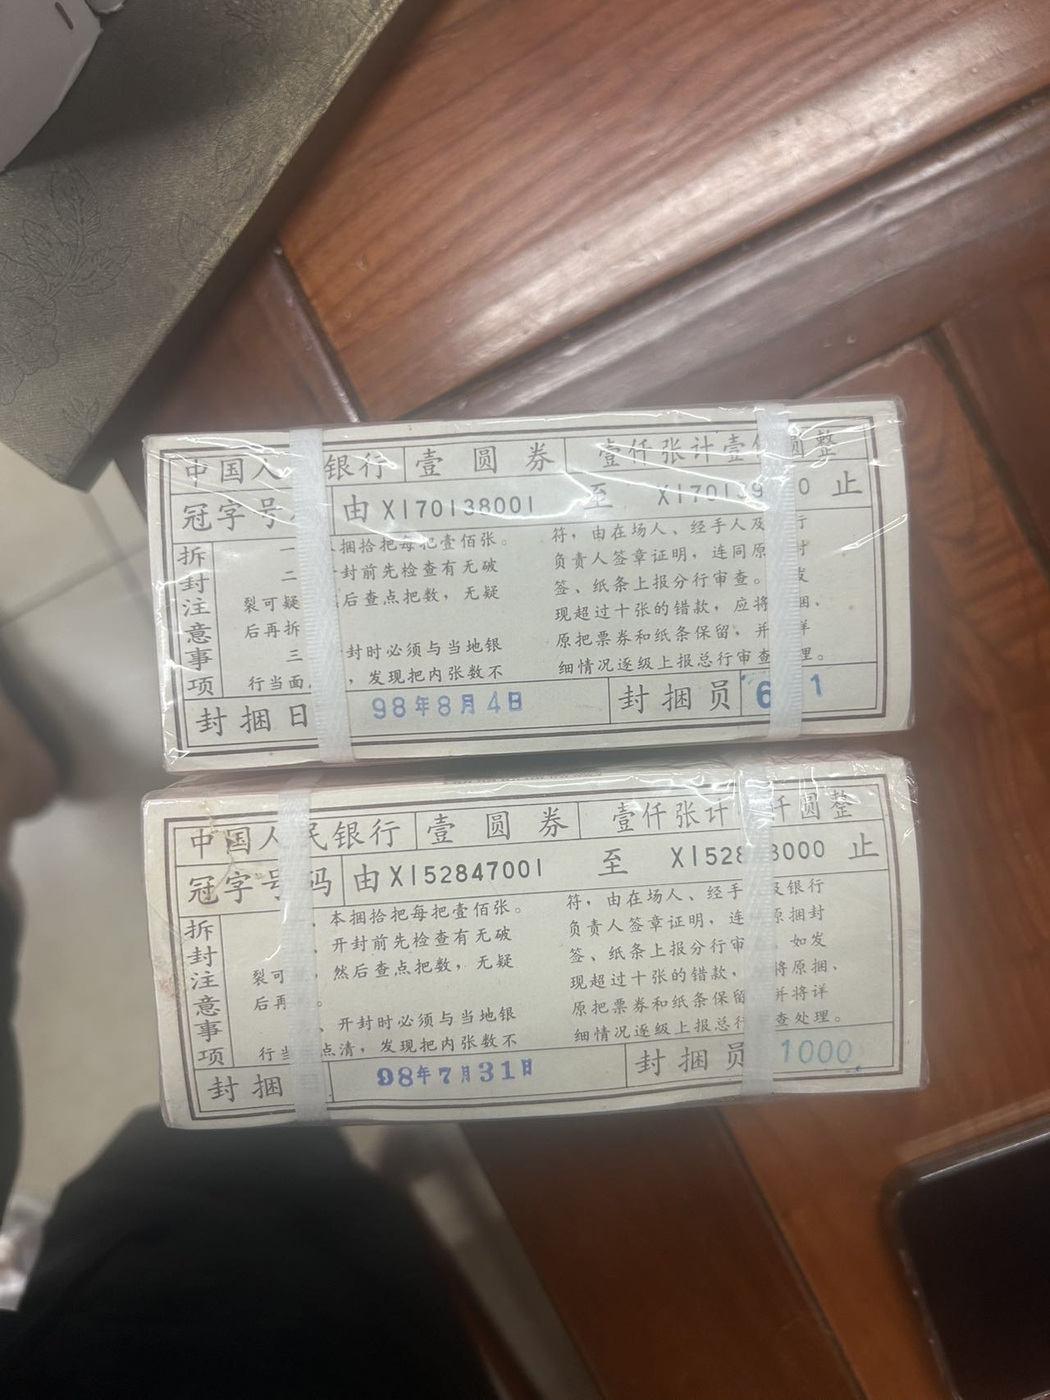 中国人 银行 壹圆券 壹仟张计壹 圆整
冠字号 由XI70138001 至 XI70139 0 止
拆封注意事项
一 本捆拾把每把壹佰张。
二 封前先检查有无破
裂可疑 后查点把数，无疑
后再拆
三 封时必须与当地银
行当面 ，发现把内张数不
符，由在场人、经手人及 行
负责人签章证明，连同原 封
签、纸条上报分行审查。 发
现超过十张的错款，应将 捆、
原把票券和纸条保留，并 详
细情况逐级上报总行审查 理。
封捆日 98年8月4日 封捆员 6 1
中国人民银行 壹圆券 壹仟张计 仟圆整
冠字号码 由XI52847001 至 XI528 8000 止
拆封注意事项
、本捆拾把每把壹佰张。
、开封前先检查有无破
裂可 ，然后查点把数，无疑
后再 。
、开封时必须与当地银
行当 点清，发现把内张数不
符，由在场人、经手 及银行
负责人签章证明，连 原捆封
签、纸条上报分行审 。如发
现超过十张的错款， 将原捆、
原把票券和纸条保留 并将详
细情况逐级上报总行 查处理。
封捆 98年7月31日 封捆员 1000